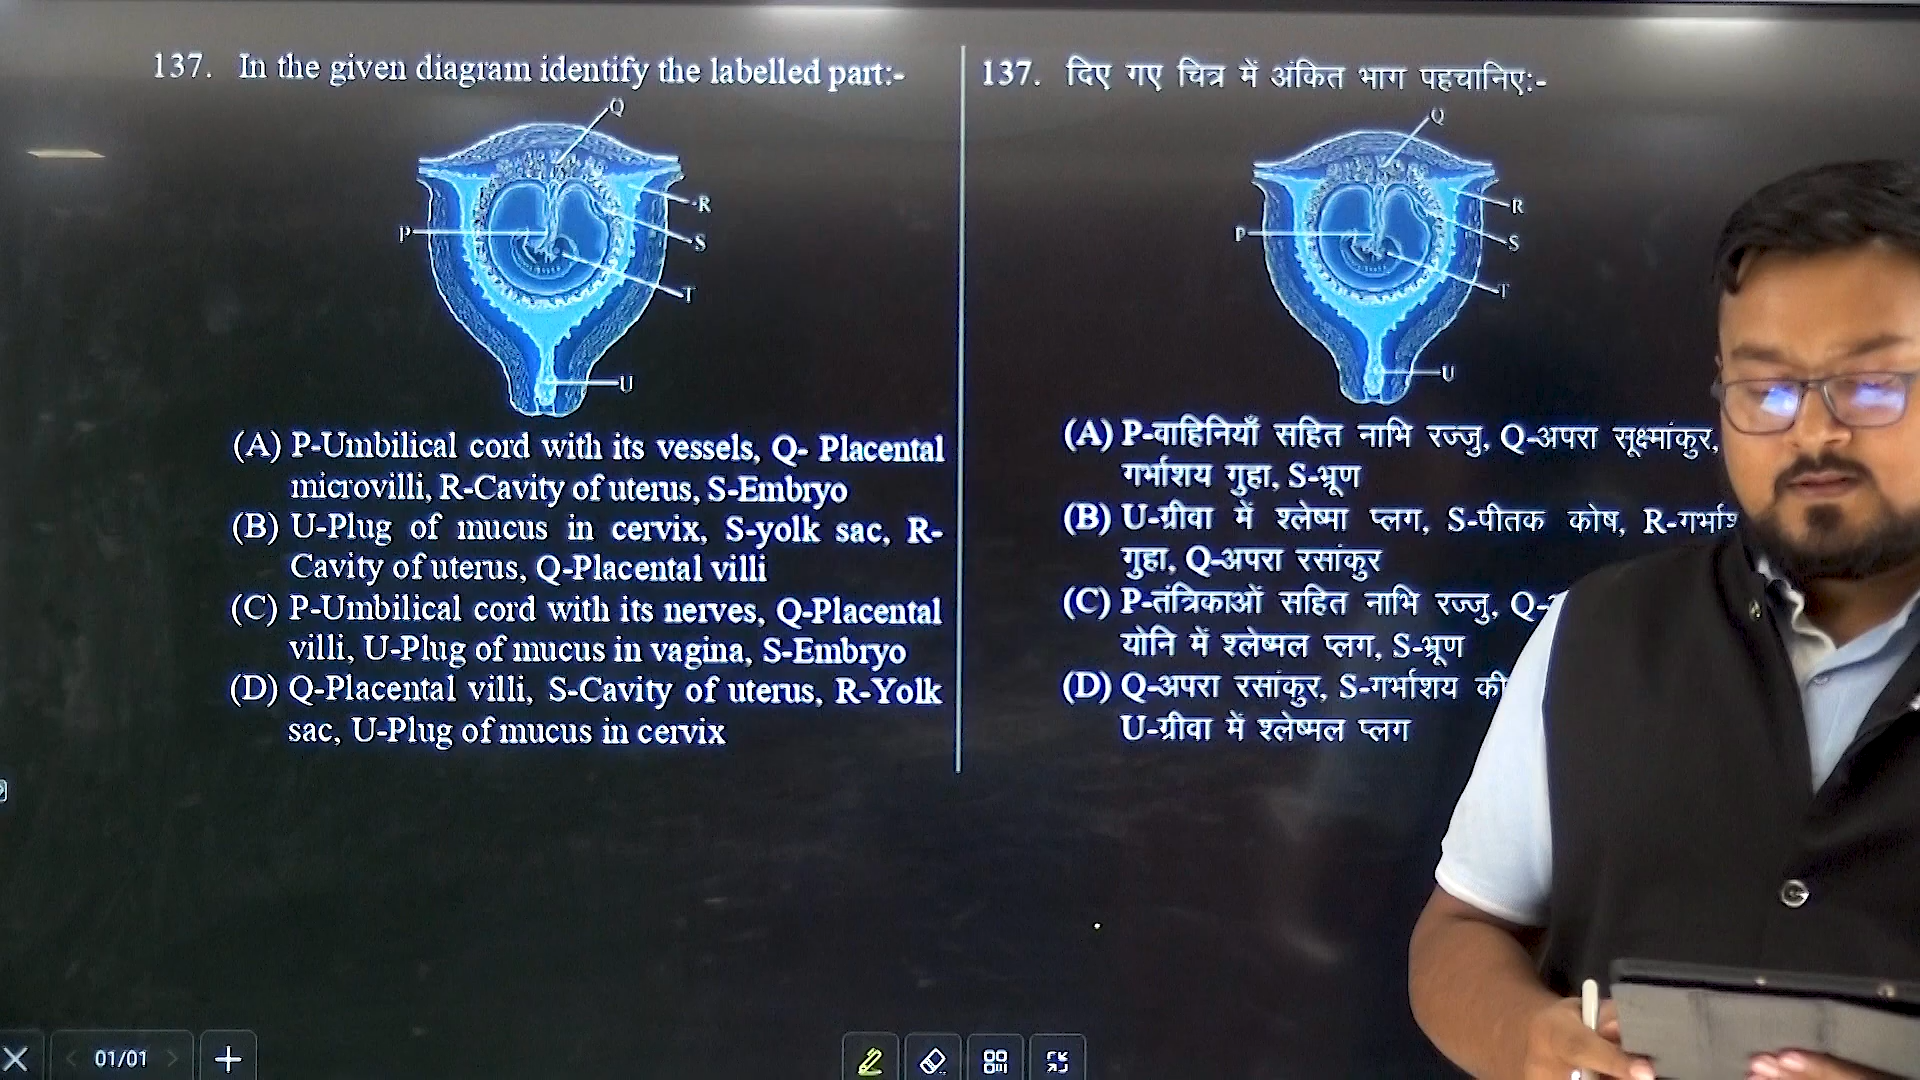 137. In the given diagram identify the labelled part:-
Q
R
P
S
T
U
(A) P-Umbilical cord with its vessels, Q- Placental
microvilli, R-Cavity of uterus, S-Embryo
(B) U-Plug of mucus in cervix, S-yolk sac, R-
Cavity of uterus, Q-Placental villi
(C) P-Umbilical cord with its nerves, Q-Placental
villi, U-Plug of mucus in vagina, S-Embryo
(D) Q-Placental villi, S-Cavity of uterus, R-Yolk
sac, U-Plug of mucus in cervix
137. दिए गए चित्र में अंकित भाग पहचानिए:-
Q
R
P
S
T
U
(A) P-वाहिनियाँ सहित नाभि रज्जु, Q-अपरा सूक्ष्मांकुर,
गर्भाशय गुहा, S-भ्रूण
(B) U-ग्रीवा में श्लेष्मा प्लग, S-पीतक कोष,
गुहा, Q-अपरा रसांकुर
(C) P-तंत्रिकाओं सहित नाभि रज्जु,
योनि में श्लेष्मल प्लग, S-भ्रूण
(D) Q-अपरा रसांकुर, S-गर्भाशय की
U-ग्रीवा में श्लेष्मल प्लग
01/01